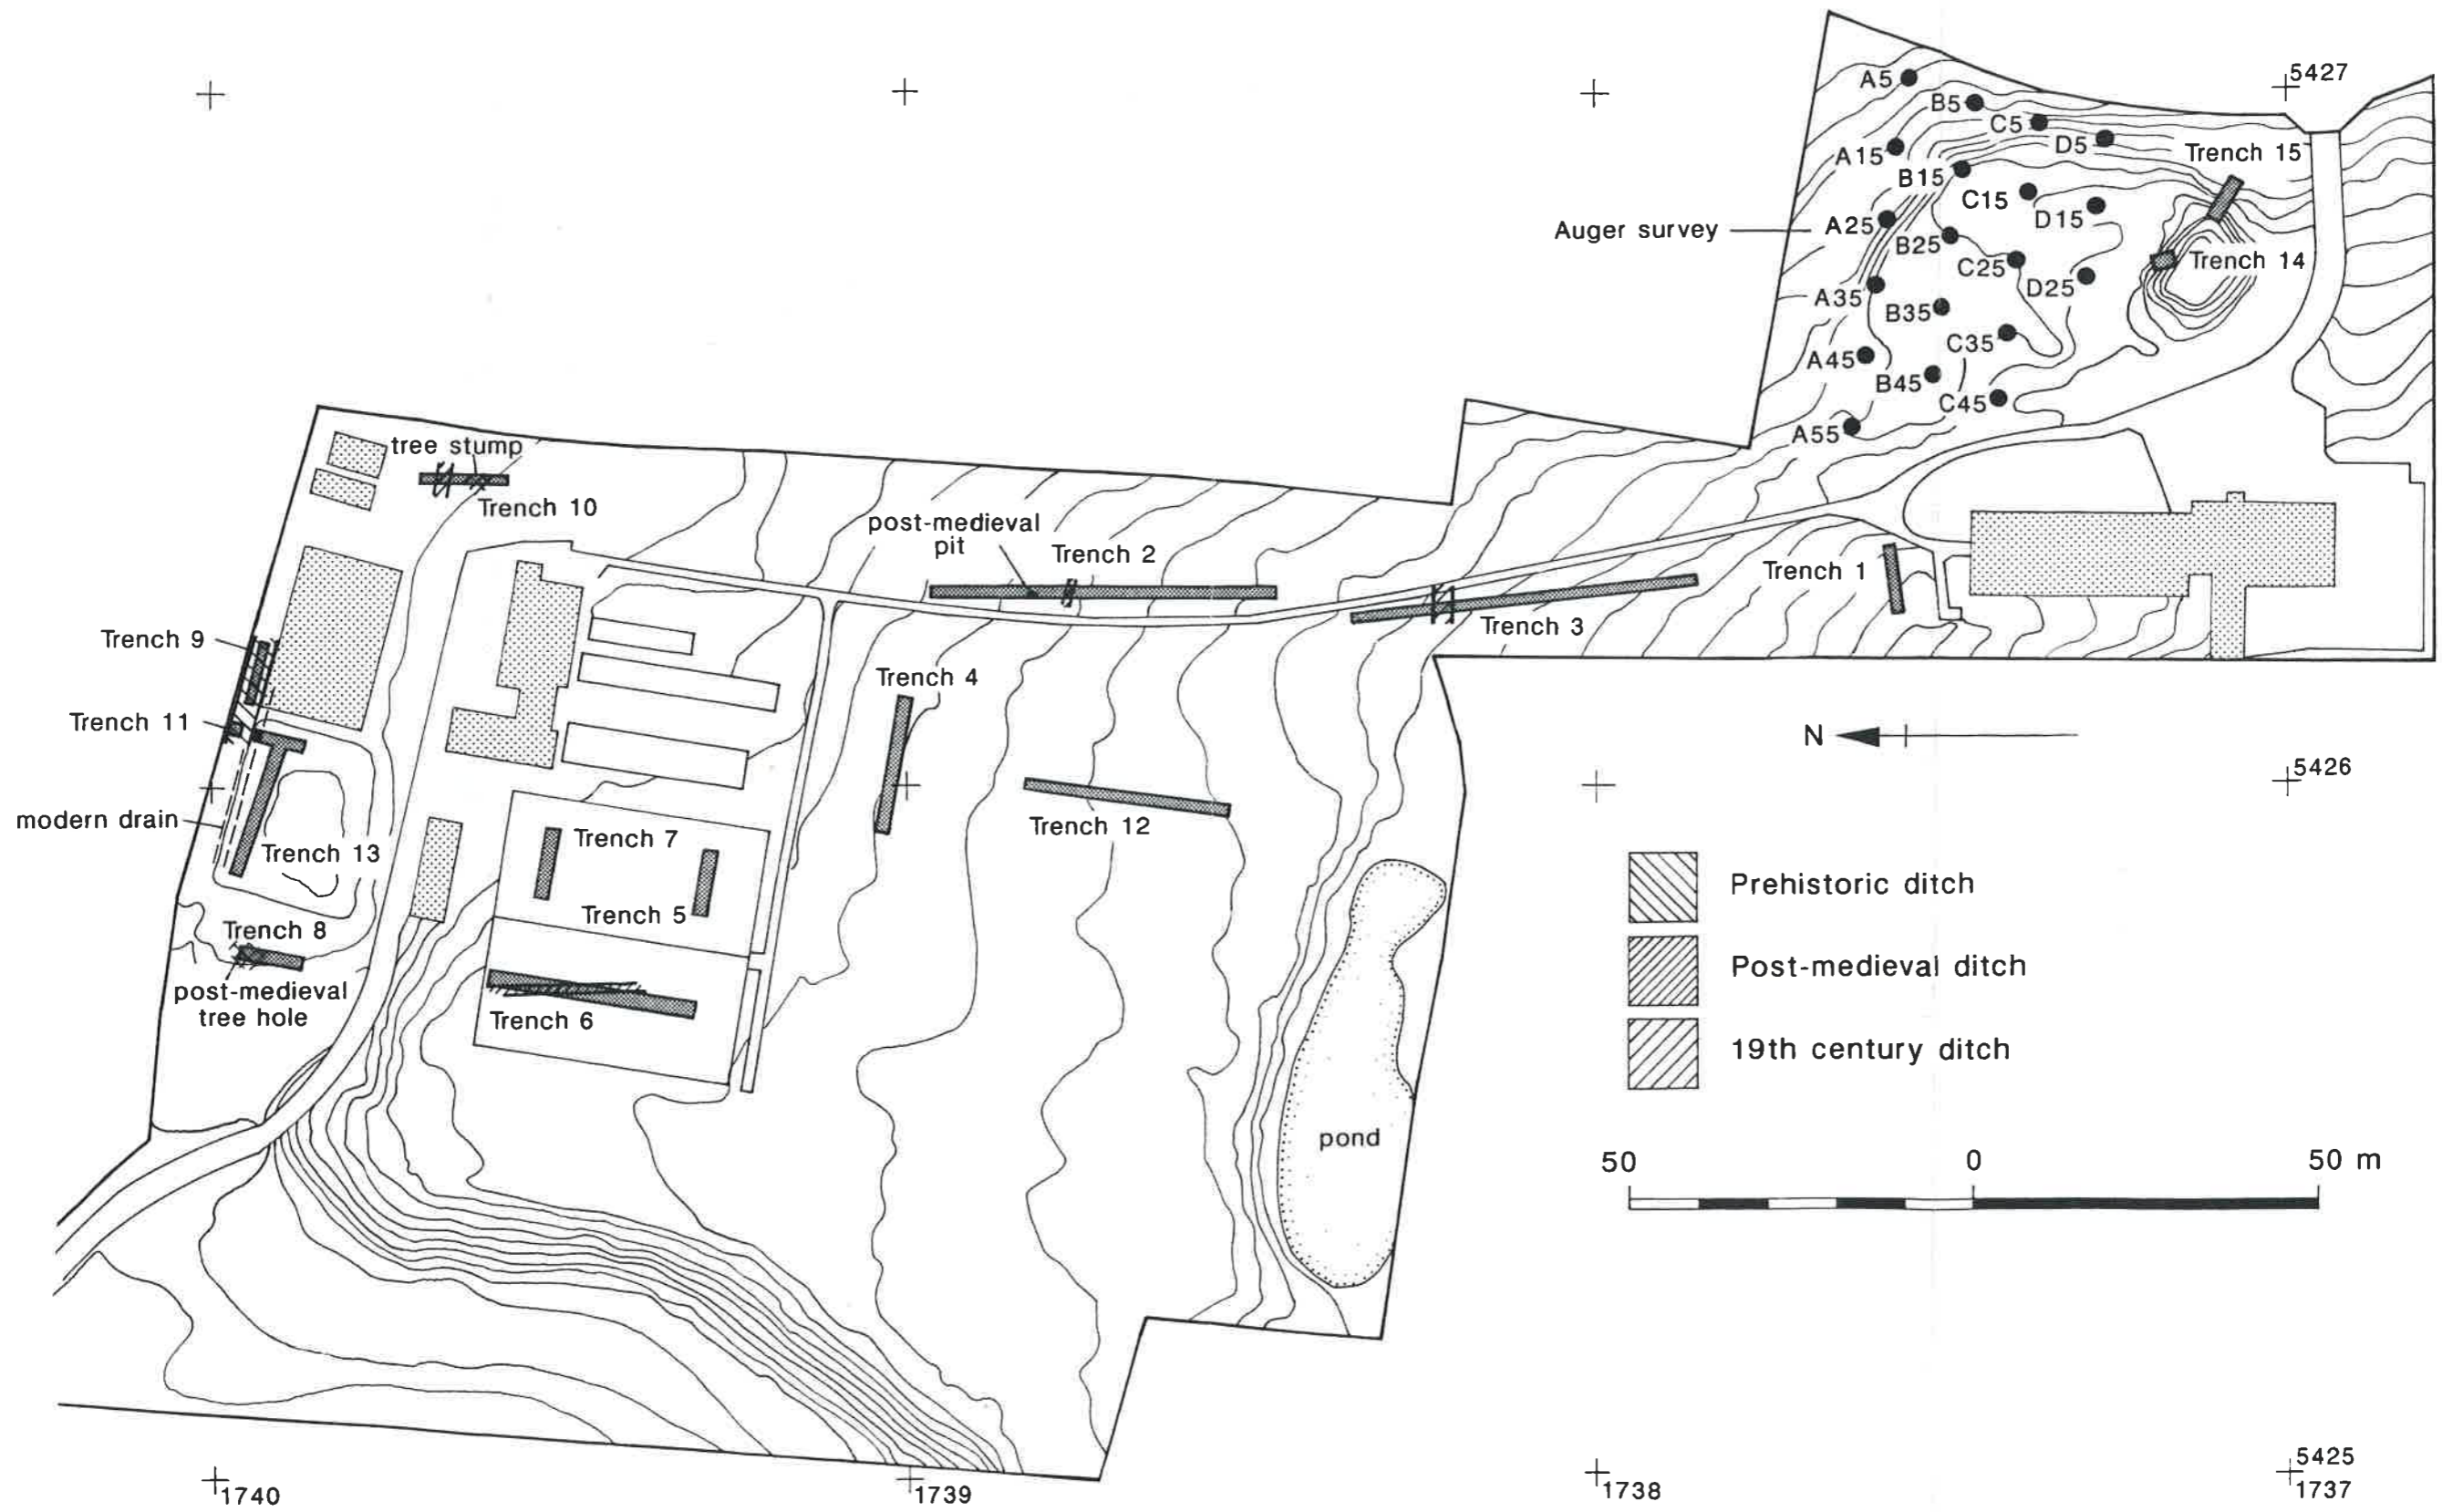 5427
A5
B5
C5
D5
A15
B15
C15
D15
Trench 15
Auger survey
A25
B25
C25
D25
Trench 14
A35
B35
C35
A45
B45
C45
A55
tree stump
Trench 10
post-medieval
pit
Trench 2
Trench 1
Trench 3
Trench 9
Trench 4
Trench 11
N
5426
modern drain
Trench 13
Trench 7
Trench 12
Trench 5
Trench 8
post-medieval
tree hole
Trench 6
Prehistoric ditch
Post-medieval ditch
19th century ditch
pond
50
0
50 m
1740
1739
1738
5425
1737